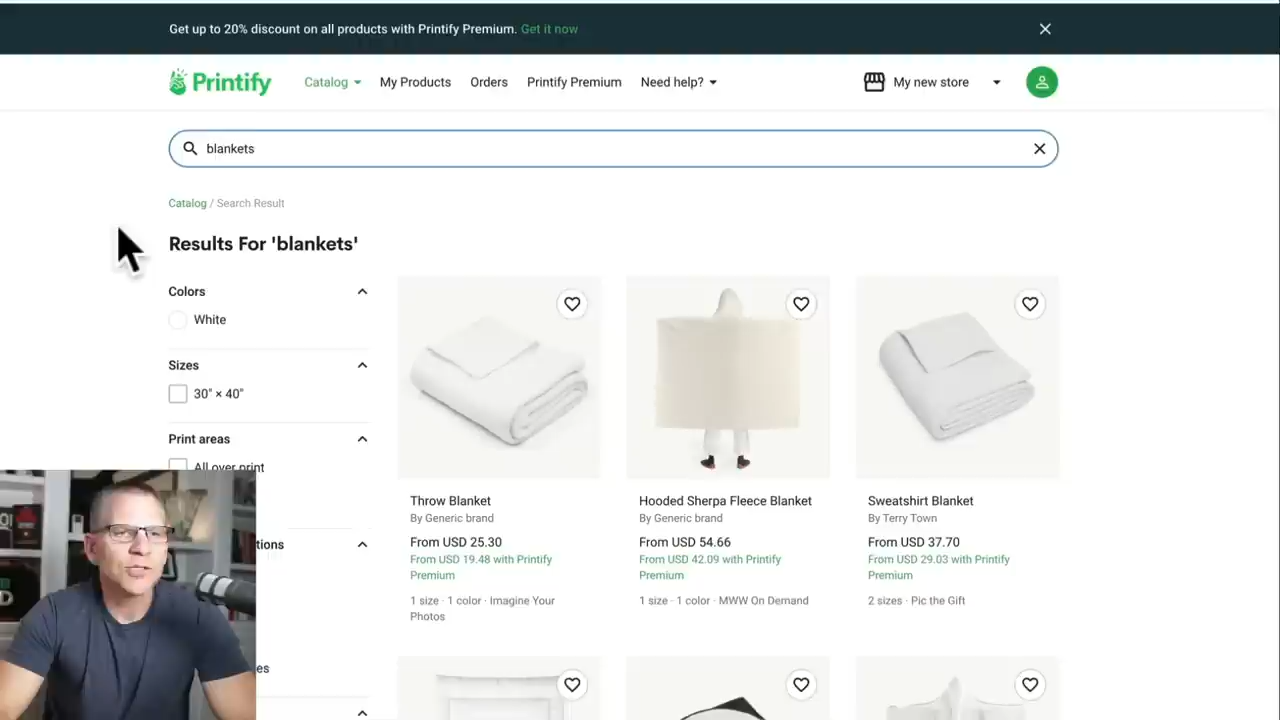 Get up to 20% discount on all products with Printify Premium. Get it now
Printify
Catalog
My Products
Orders
Printify Premium
Need help?
My new store
blankets
Catalog / Search Result
Results For 'blankets'
Colors
White
Sizes
30" × 40"
Print areas
All over print
tions
es
Throw Blanket
By Generic brand
From USD 25.30
From USD 19.48 with Printify
Premium
1 size · 1 color · Imagine Your
Photos
Hooded Sherpa Fleece Blanket
By Generic brand
From USD 54.66
From USD 42.09 with Printify
Premium
1 size · 1 color · MWW On Demand
Sweatshirt Blanket
By Terry Town
From USD 37.70
From USD 29.03 with Printify
Premium
2 sizes · Pic the Gift